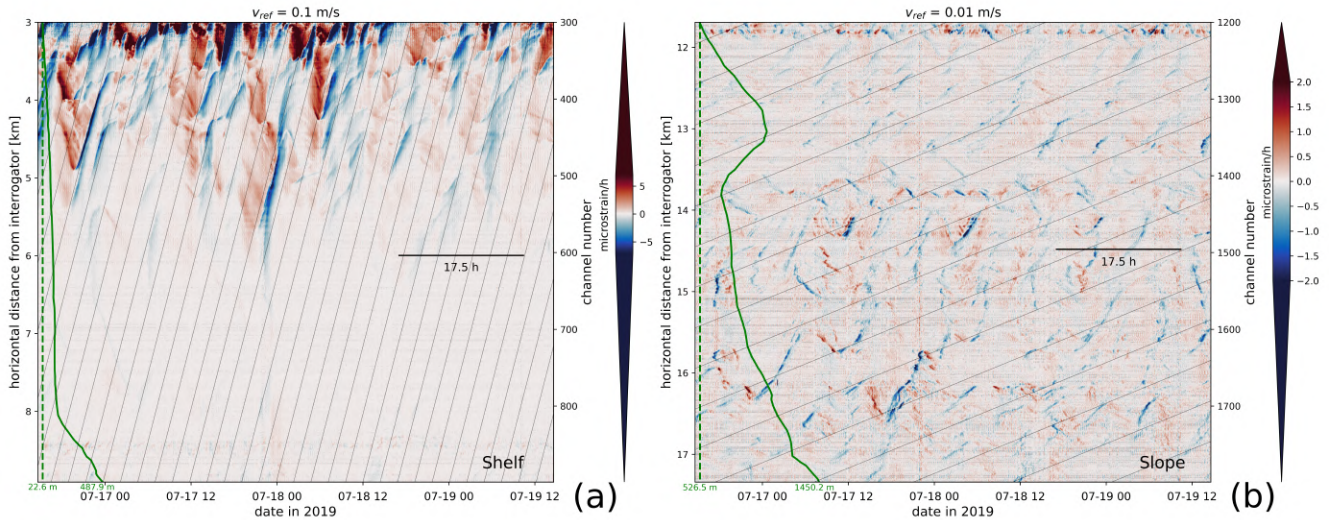 v_ref = 0.1 m/s
3
4
5
6
7
8
horizontal distance from interrogator [km]
300
400
500
600
700
800
channel number
17.5 h
Shelf
22.6 m
487.9 m
07-17 00
07-17 12
07-18 00
07-18 12
07-19 00
07-19 12
date in 2019
(a)
5
0
−5
microstrain/h
v_ref = 0.01 m/s
12
13
14
15
16
17
horizontal distance from interrogator [km]
1200
1300
1400
1500
1600
1700
channel number
17.5 h
Slope
526.5 m
1450.2 m
07-17 00
07-17 12
07-18 00
07-18 12
07-19 00
07-19 12
date in 2019
(b)
2.0
1.5
1.0
0.5
0.0
−0.5
−1.0
−1.5
−2.0
microstrain/h